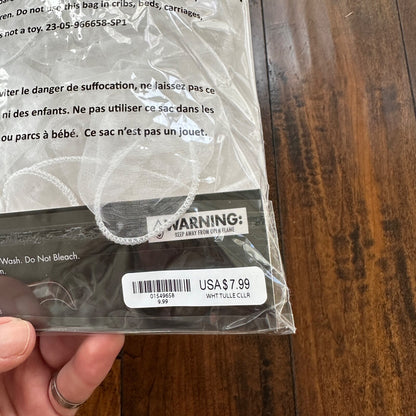 ren. Do not use this bag in cribs, beds, carriages,
s not a toy. 23-05-966658-SP1
viter le danger de suffocation, ne laissez pas ce
ni des enfants. Ne pas utiliser ce sac dans les
ou parcs à bébé. Ce sac n'est pas un jouet.
WARNING:
KEEP AWAY FROM OPEN FLAME
Wash. Do Not Bleach.
n.
01549658
9.99
USA$7.99
WHT TULLE CLLR